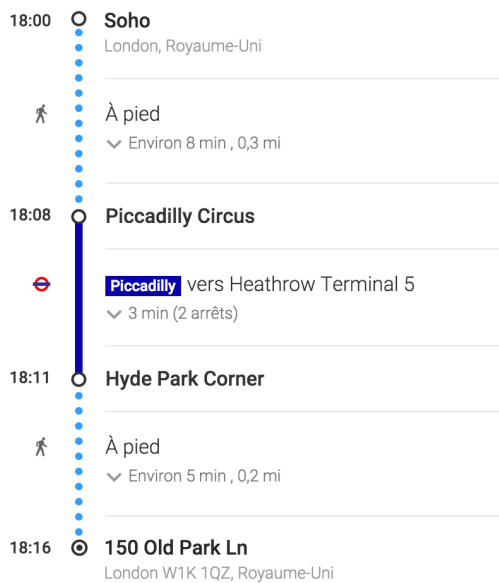 18:00 Soho
London, Royaume-Uni
À pied
Environ 8 min , 0,3 mi
18:08 Piccadilly Circus
Piccadilly vers Heathrow Terminal 5
3 min (2 arrêts)
18:11 Hyde Park Corner
À pied
Environ 5 min , 0,2 mi
18:16 150 Old Park Ln
London W1K 1QZ, Royaume-Uni